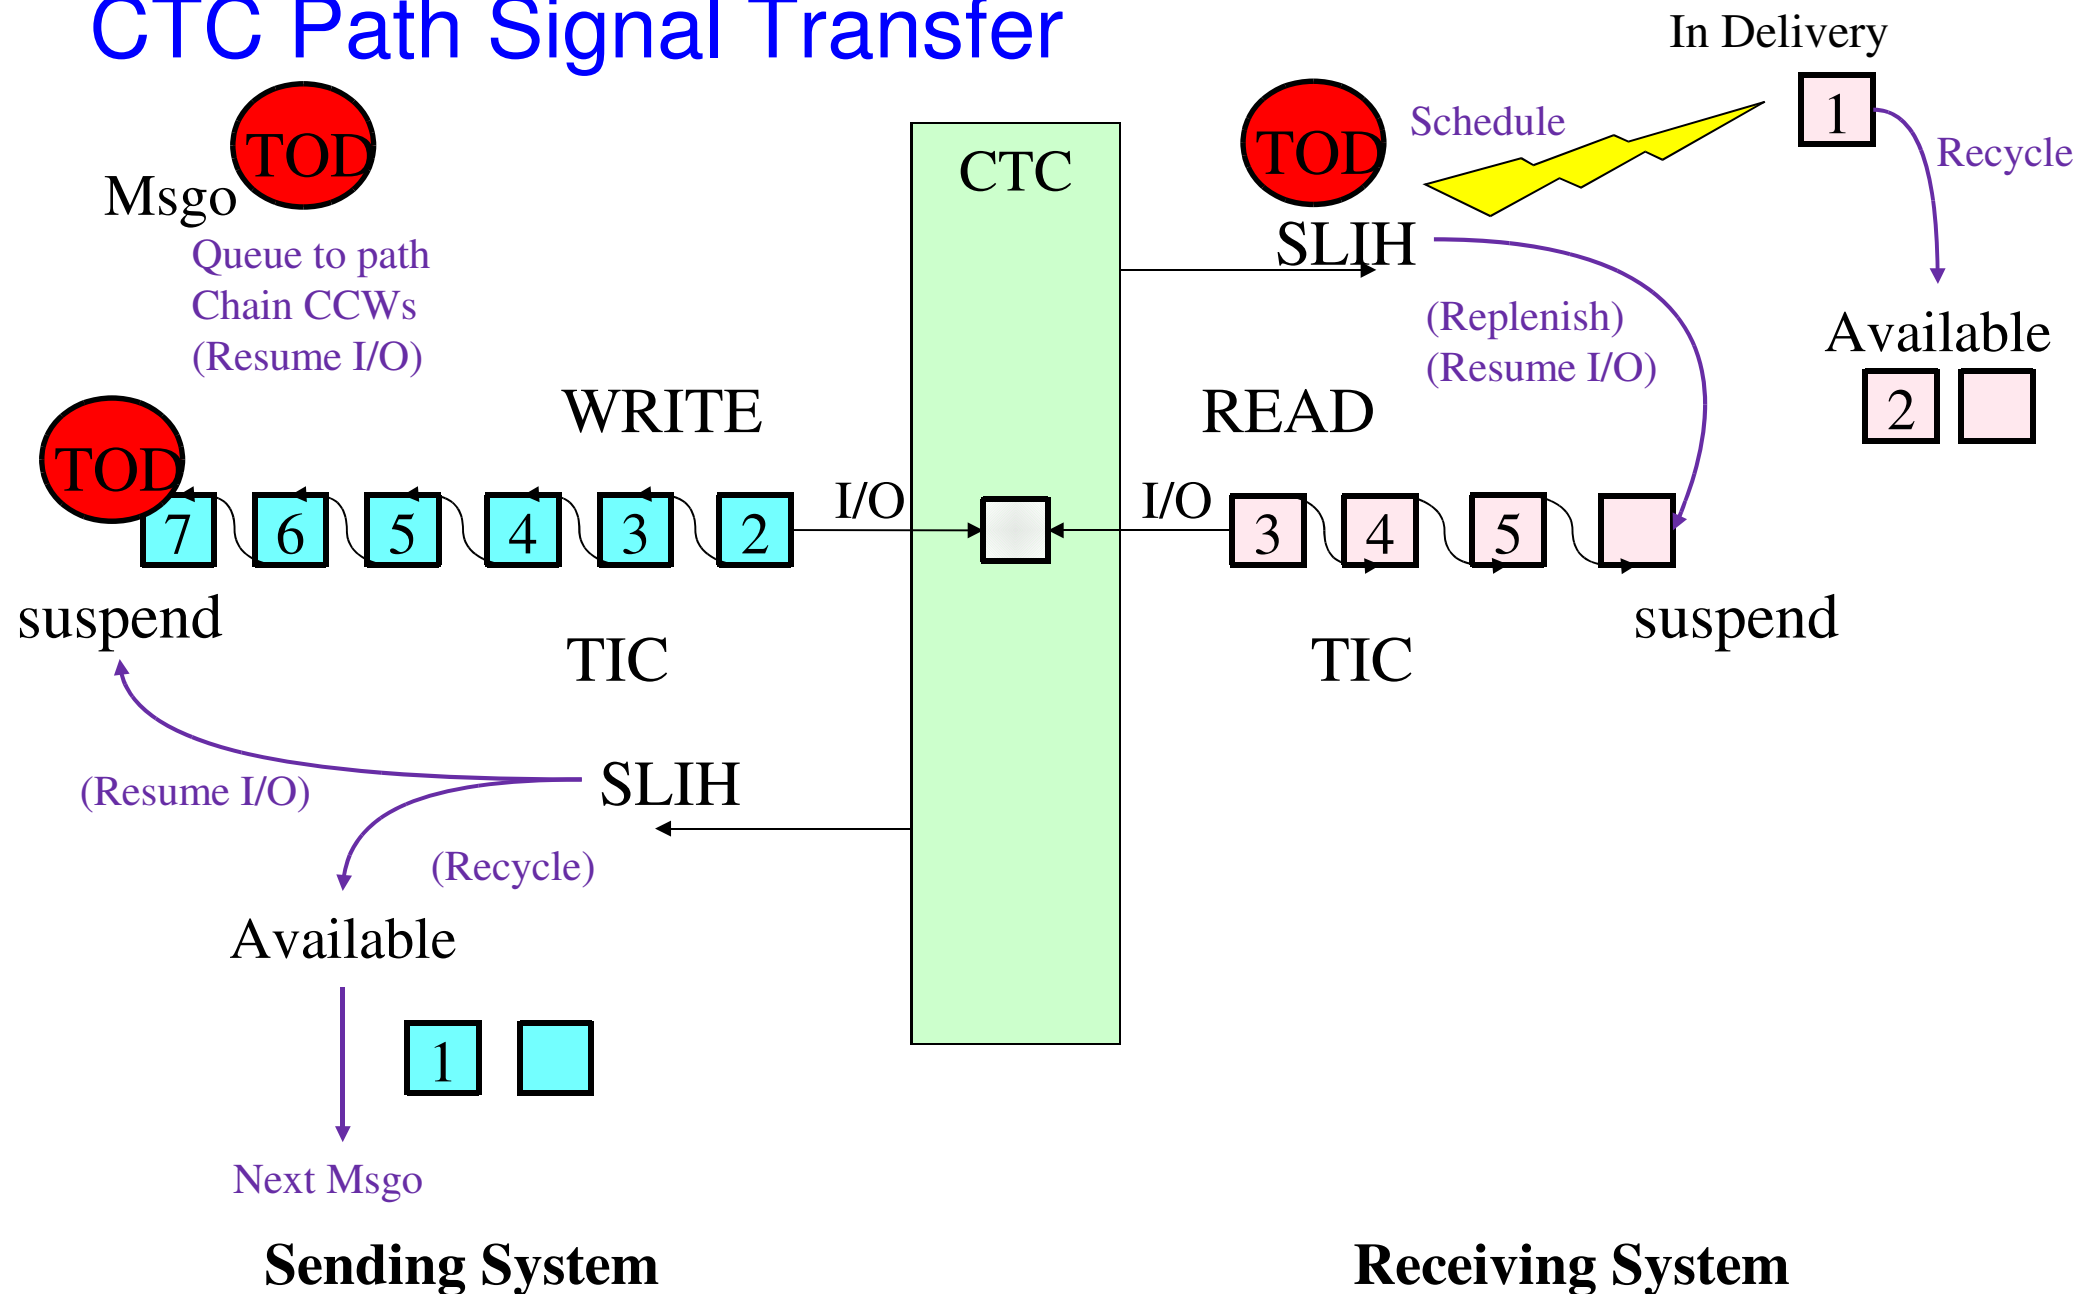 CTC Path Signal Transfer
In Delivery
TOD
TOD
Schedule
1
Recycle
Msgo
CTC
SLIH
Queue to path
Chain CCWs
(Resume I/O)
(Replenish)
(Resume I/O)
Available
2
WRITE
READ
TOD
I/O
I/O
7 6 5 4 3 2
3 4 5
suspend
suspend
TIC
TIC
(Resume I/O)
SLIH
(Recycle)
Available
1
Next Msgo
Sending System
Receiving System